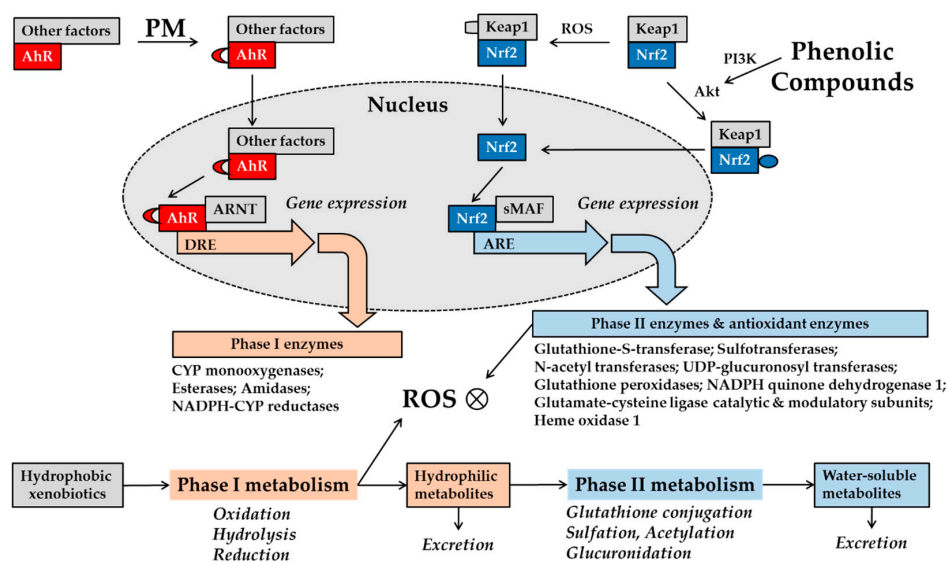 Other factors
AhR
PM
Other factors
AhR
Keap1
Nrf2
ROS
Keap1
Nrf2
PI3K
Akt
Phenolic
Compounds
Keap1
Nrf2
Nucleus
Other factors
AhR
Nrf2
AhR
ARNT
DRE
Gene expression
Nrf2
sMAF
ARE
Gene expression
Phase I enzymes
CYP monooxygenases;
Esterases; Amidases;
NADPH-CYP reductases
Phase II enzymes & antioxidant enzymes
Glutathione-S-transferase; Sulfotransferases;
N-acetyl transferases; UDP-glucuronosyl transferases;
Glutathione peroxidases; NADPH quinone dehydrogenase 1;
Glutamate-cysteine ligase catalytic & modulatory subunits;
Heme oxidase 1
ROS
Hydrophobic
xenobiotics
Phase I metabolism
Oxidation
Hydrolysis
Reduction
Hydrophilic
metabolites
Excretion
Phase II metabolism
Glutathione conjugation
Sulfation, Acetylation
Glucuronidation
Water-soluble
metabolites
Excretion